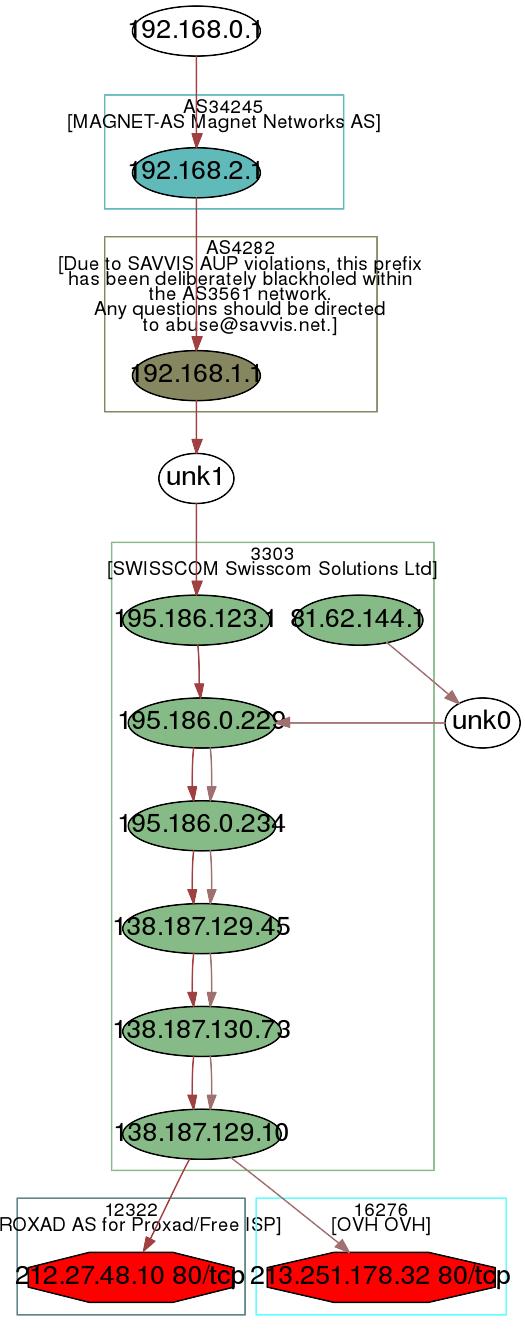 192.168.0.1
AS34245
[MAGNET-AS Magnet Networks AS]
192.168.2.1
AS4282
[Due to SAVVIS AUP violations, this prefix
has been deliberately blackholed within
the AS3561 network.
Any questions should be directed
to abuse@savvis.net.]
192.168.1.1
unk1
3303
[SWISSCOM Swisscom Solutions Ltd]
195.186.123.1
81.62.144.1
195.186.0.229
unk0
195.186.0.234
138.187.129.45
138.187.130.73
138.187.129.10
12322
ROXAD AS for Proxad/Free ISP]
16276
[OVH OVH]
212.27.48.10 80/tcp
213.251.178.32 80/tcp